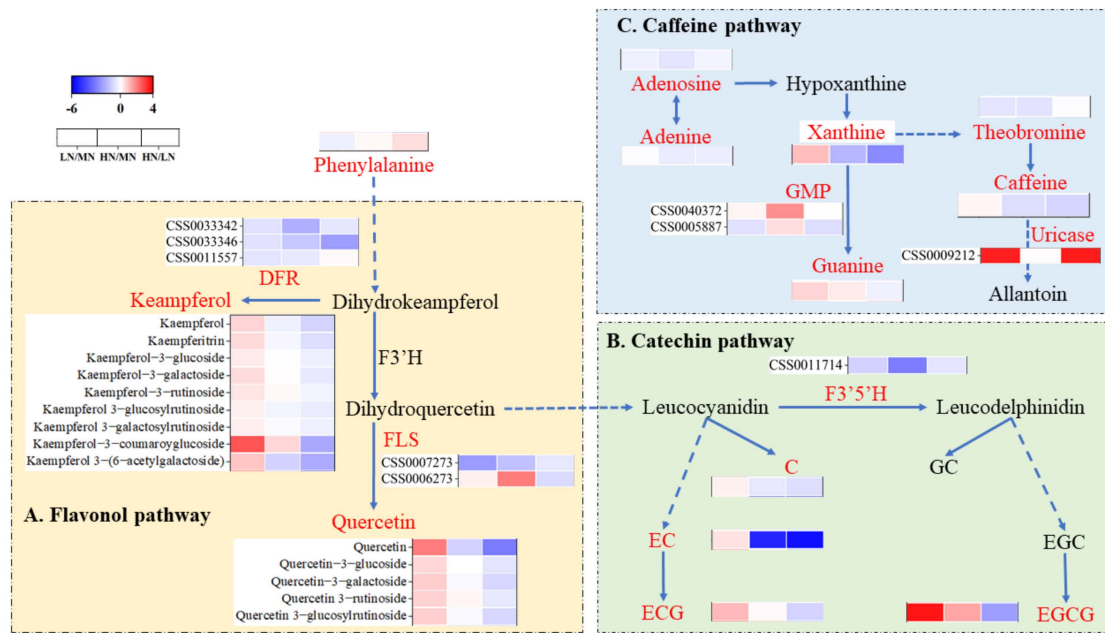 -6 0 4
LN/MN HN/MN HN/LN
Phenylalanine
CSS0033342
CSS0033346
CSS0011557
DFR
Keampferol
Dihydrokeampferol
Kaempferol
Kaempferitrin
Kaempferol-3-glucoside
Kaempferol-3-galactoside
Kaempferol-3-rutinoside
Kaempferol 3-glucosylrutinoside
Kaempferol 3-galactosylrutinoside
Kaempferol-3-coumaroyglucoside
Kaempferol 3-(6-acetylgalactoside)
F3'H
Dihydroquercetin
FLS
CSS0007273
CSS0006273
A. Flavonol pathway
Quercetin
Quercetin
Quercetin-3-glucoside
Quercetin-3-galactoside
Quercetin 3-rutinoside
Quercetin 3-glucosylrutinoside
C. Caffeine pathway
Adenosine
Hypoxanthine
Adenine
Xanthine
Theobromine
GMP
CSS0040372
CSS0005887
Caffeine
Uricase
CSS0009212
Guanine
Allantoin
B. Catechin pathway
CSS0011714
F3'5'H
Leucocyanidin
Leucodelphinidin
C
GC
EC
EGC
ECG
EGCG